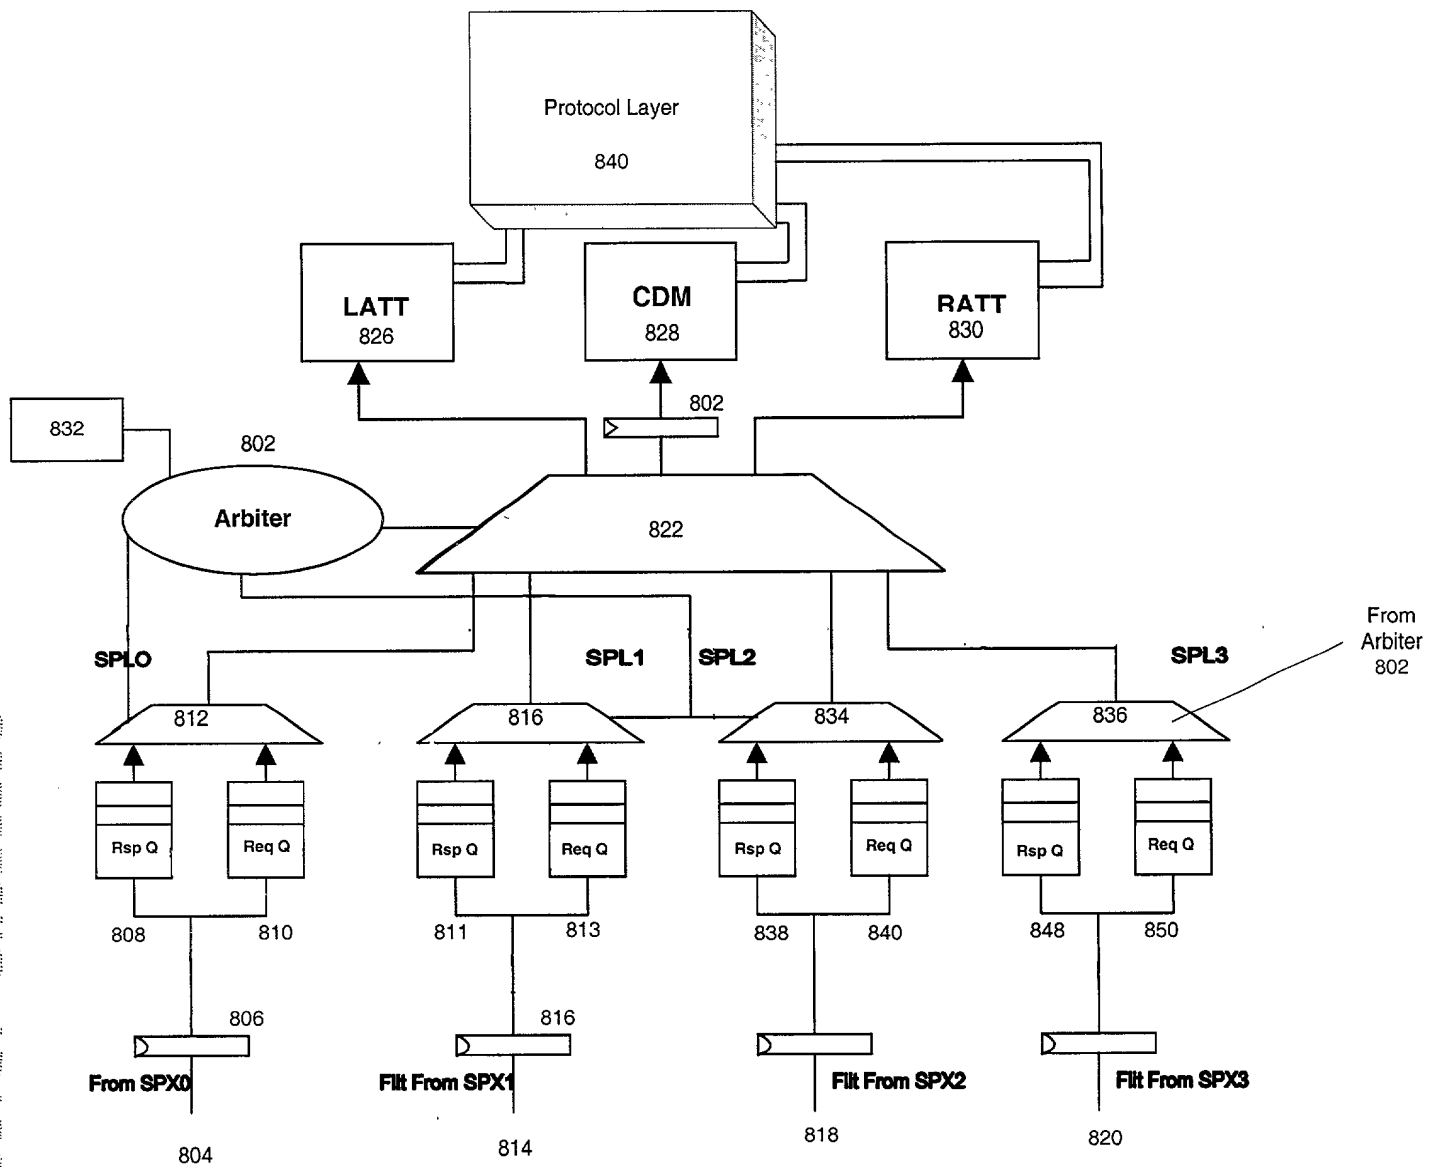 Protocol Layer
840
LATT
826
CDM
828
RATT
830
802
832
802
Arbiter
822
From
Arbiter
802
SPL0
SPL1
SPL2
SPL3
812
816
834
836
Rsp Q
Req Q
Rsp Q
Req Q
Rsp Q
Req Q
Rsp Q
Req Q
808
810
811
813
838
840
848
850
806
816
From SPX0
Flit From SPX1
Flit From SPX2
Flit From SPX3
804
814
818
820